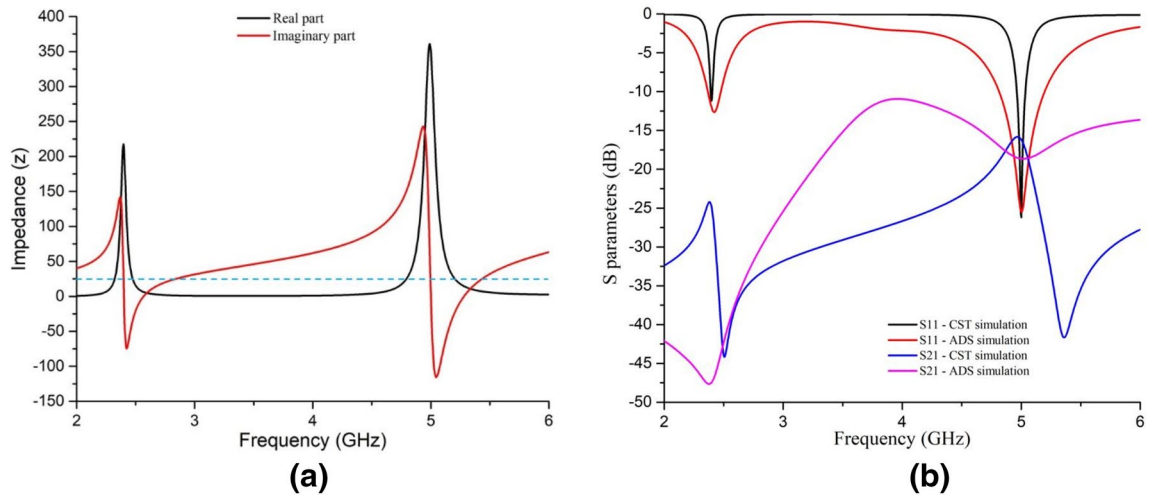 400
350
300
250
200
150
100
50
0
-50
-100
-150
Impedance (z)
Real part
Imaginary part
2 3 4 5 6
Frequency (GHz)
(a)
0
-5
-10
-15
-20
-25
-30
-35
-40
-45
-50
S parameters (dB)
S11 - CST simulation
S11 - ADS simulation
S21 - CST simulation
S21 - ADS simulation
2 3 4 5 6
Frequency (GHz)
(b)